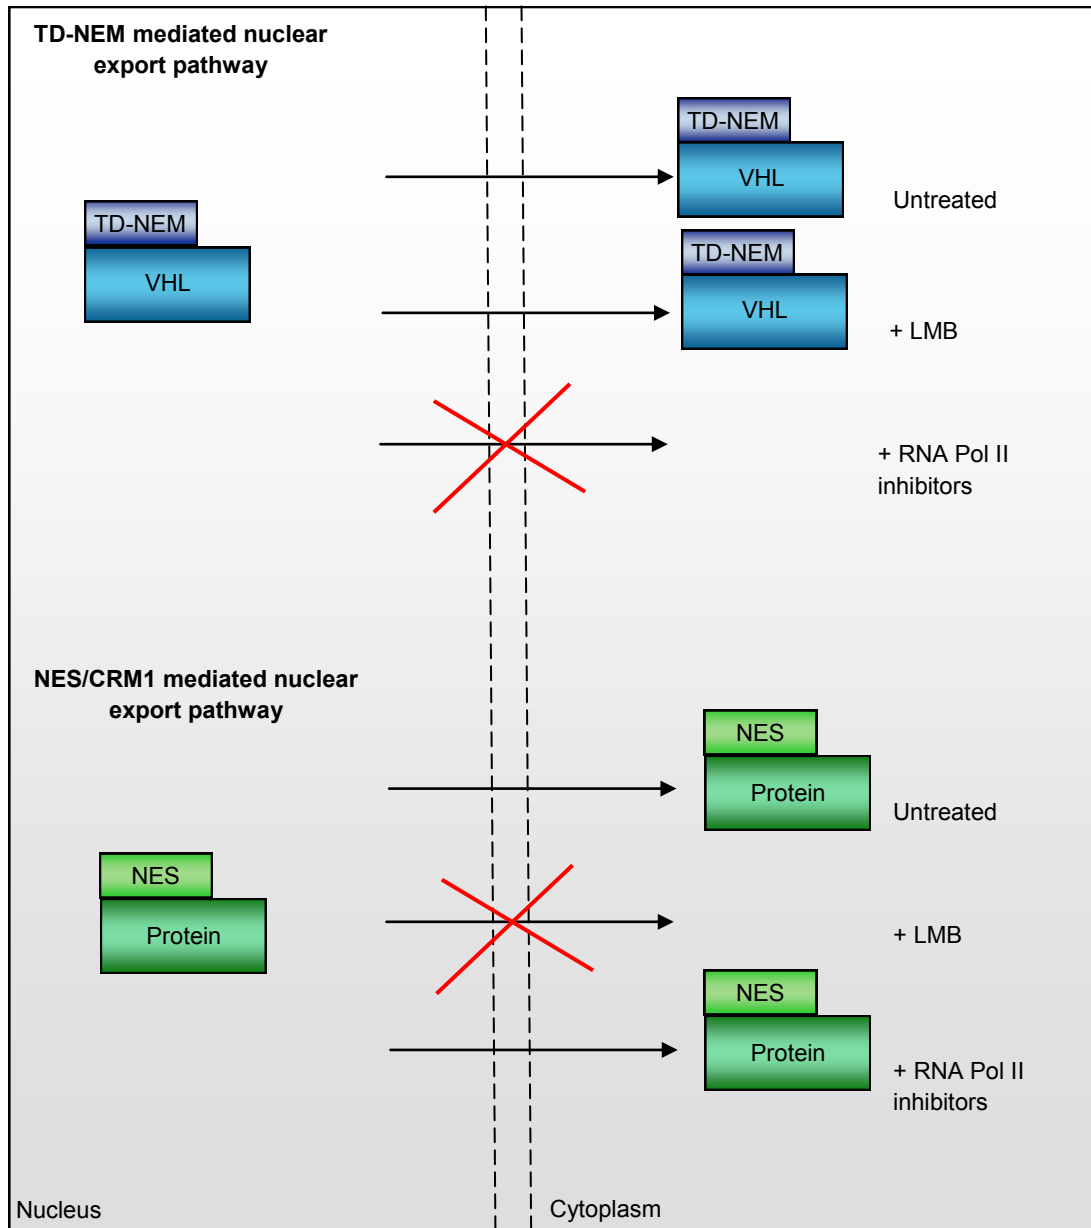 TD-NEM mediated nuclear
export pathway
TD-NEM
VHL
Untreated
TD-NEM
VHL
TD-NEM
VHL
+ LMB
+ RNA Pol II
inhibitors
NES/CRM1 mediated nuclear
export pathway
NES
Protein
Untreated
NES
Protein
+ LMB
NES
Protein
+ RNA Pol II
inhibitors
Nucleus
Cytoplasm